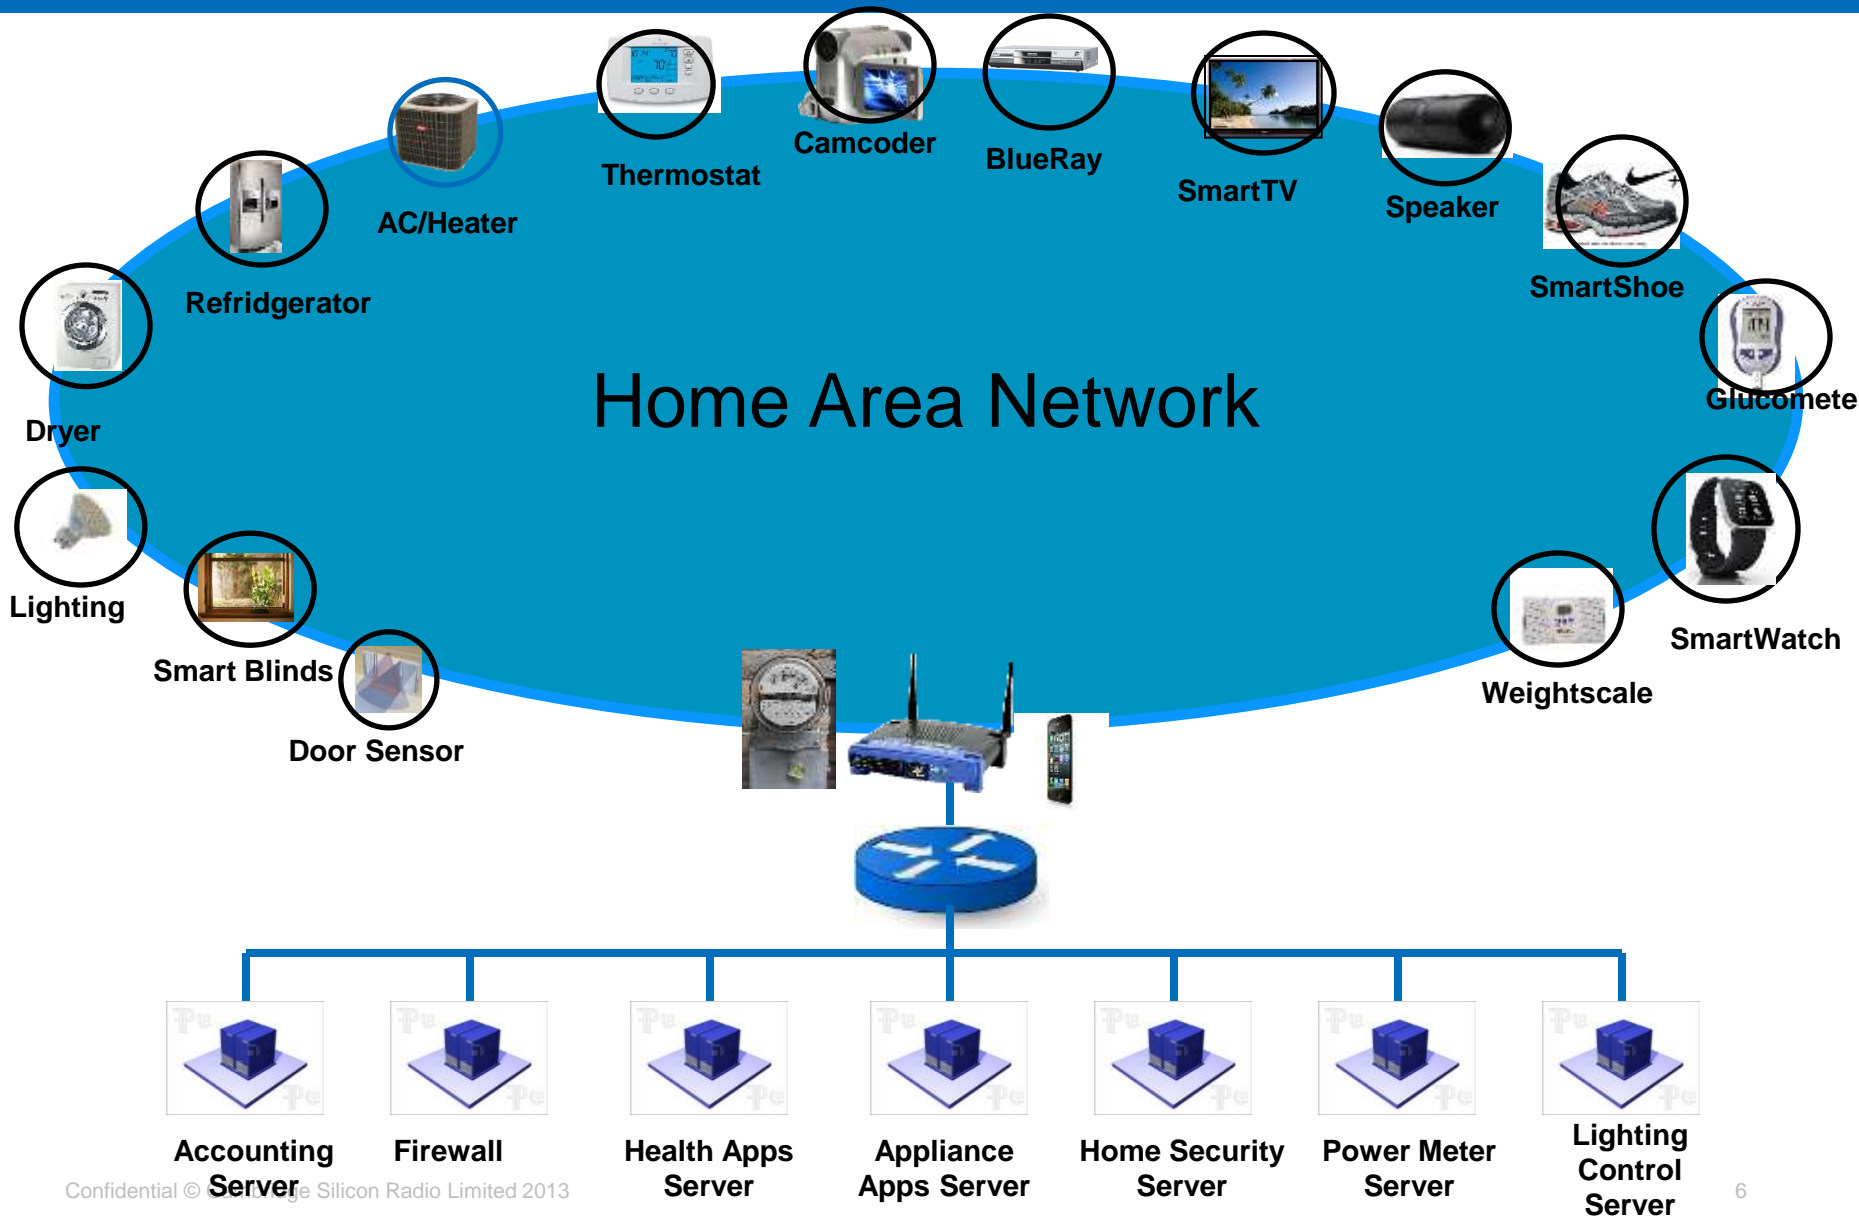 Camcoder
BlueRay
Thermostat
SmartTV
Speaker
AC/Heater
SmartShoe
Refridgerator
Home Area Network
Glucomete
Dryer
Lighting
SmartWatch
Smart Blinds
Weightscale
Door Sensor
Accounting
Server
Firewall
Health Apps
Server
Appliance
Apps Server
Home Security
Server
Power Meter
Server
Lighting
Control
Server
Confidential © Cambridge Silicon Radio Limited 2013
6